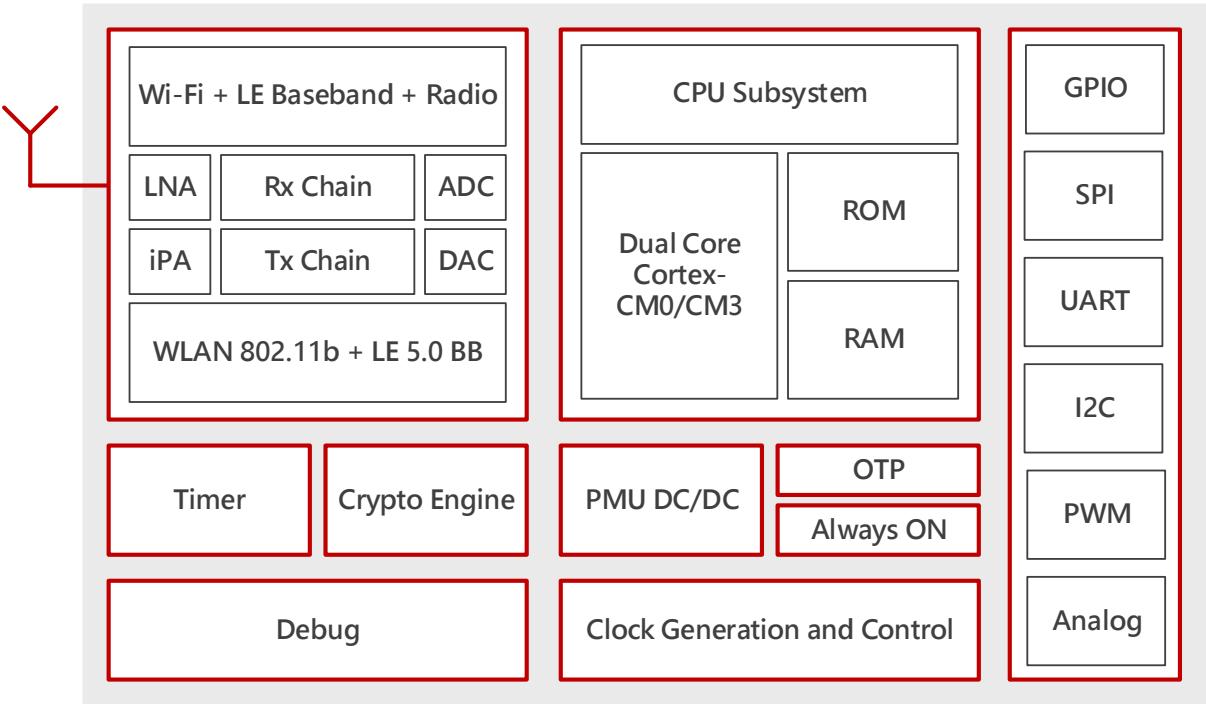 Wi-Fi + LE Baseband + Radio
LNA
Rx Chain
ADC
iPA
Tx Chain
DAC
WLAN 802.11b + LE 5.0 BB
CPU Subsystem
Dual Core
Cortex-
CM0/CM3
ROM
RAM
GPIO
SPI
UART
I2C
PWM
Analog
Timer
Crypto Engine
PMU DC/DC
OTP
Always ON
Debug
Clock Generation and Control